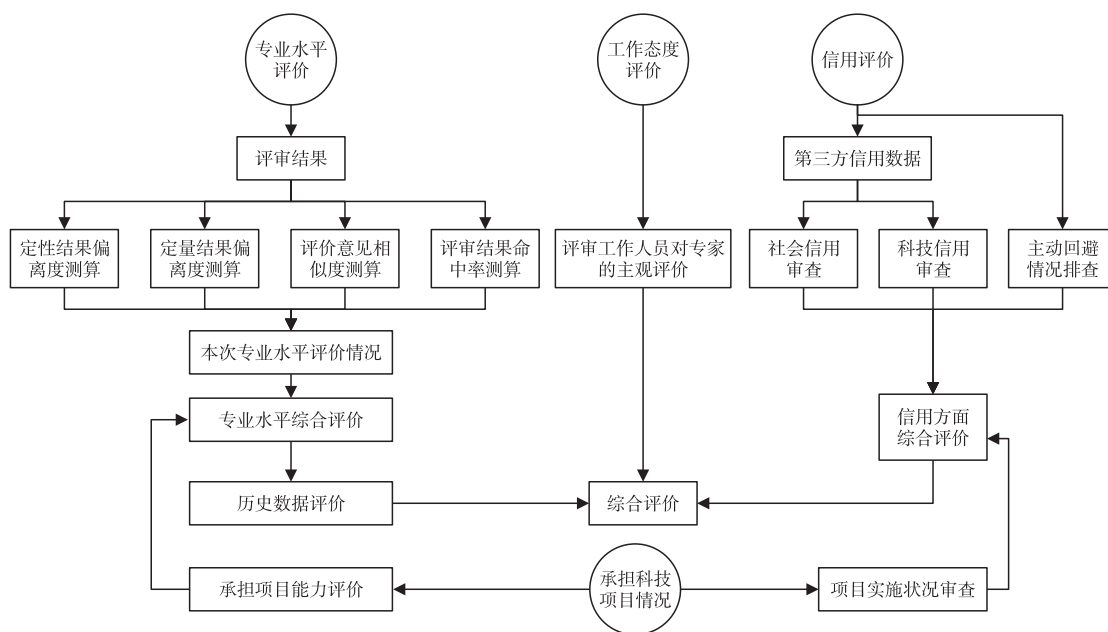 专业水平
评价
工作态度
评价
信用评价
评审结果
第三方信用数据
定性结果偏
离度测算
定量结果偏
离度测算
评价意见相
似度测算
评审结果命
中率测算
评审工作人员对专家
的主观评价
社会信用
审查
科技信用
审查
主动回避
情况排查
本次专业水平评价情况
专业水平综合评价
信用方面
综合评价
历史数据评价
综合评价
承担项目能力评价
承担科技
项目情况
项目实施状况审查